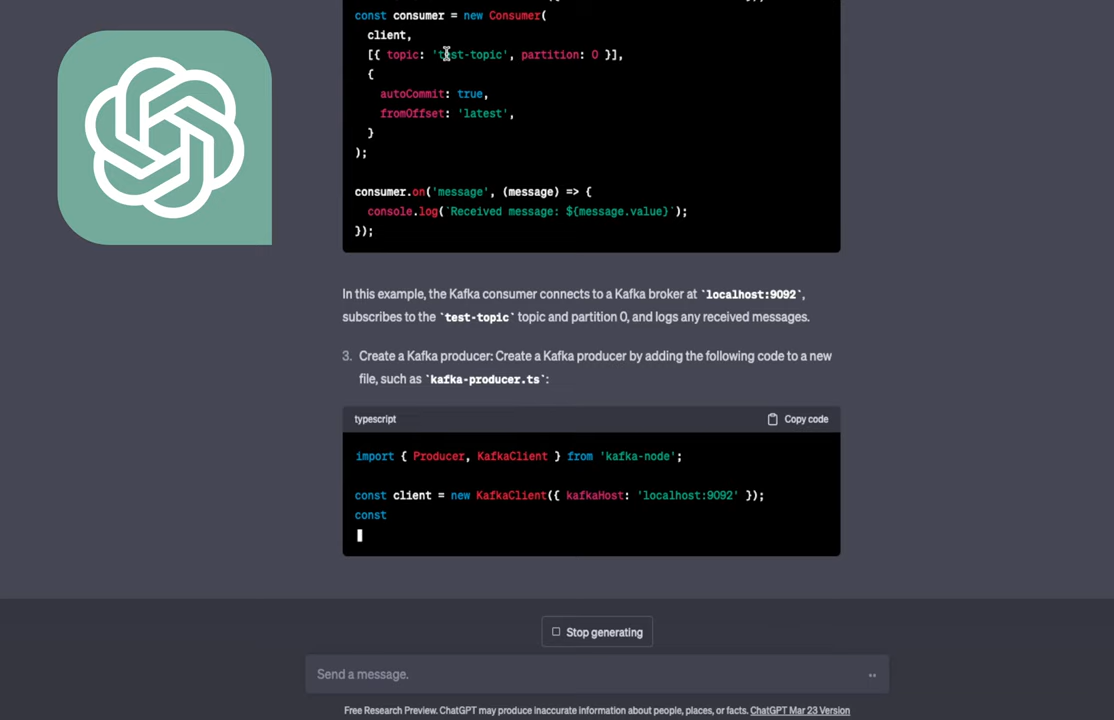 const consumer = new Consumer(
client,
[{ topic: 'test-topic', partition: 0 }],
{
autoCommit: true,
fromOffset: 'latest',
}
);
consumer.on('message', (message) => {
console.log(`Received message: ${message.value}`);
});
In this example, the Kafka consumer connects to a Kafka broker at `localhost:9092`,
subscribes to the `test-topic` topic and partition 0, and logs any received messages.
3. Create a Kafka producer: Create a Kafka producer by adding the following code to a new
file, such as `kafka-producer.ts`:
typescript Copy code
import { Producer, KafkaClient } from 'kafka-node';
const client = new KafkaClient({ kafkaHost: 'localhost:9092' });
const
Stop generating
Send a message.
Free Research Preview. ChatGPT may produce inaccurate information about people, places, or facts. ChatGPT Mar 23 Version